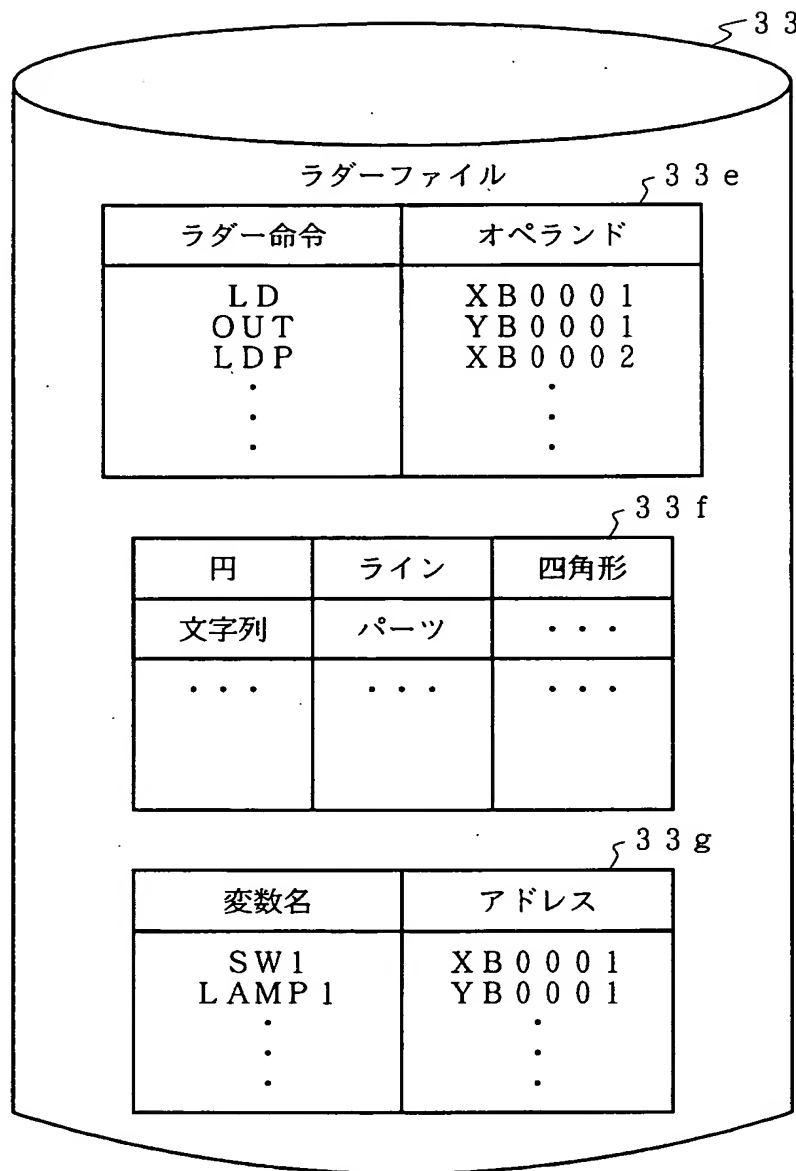 33
ラダーファイル
33e
ラダー命令 オペランド
LD XB0001
OUT YB0001
LDP XB0002
・ ・
・ ・
・ ・
33f
円 ライン 四角形
文字列 パーツ ・・・
・・・ ・・・ ・・・
33g
変数名 アドレス
SW1 XB0001
LAMP1 YB0001
・ ・
・ ・
・ ・